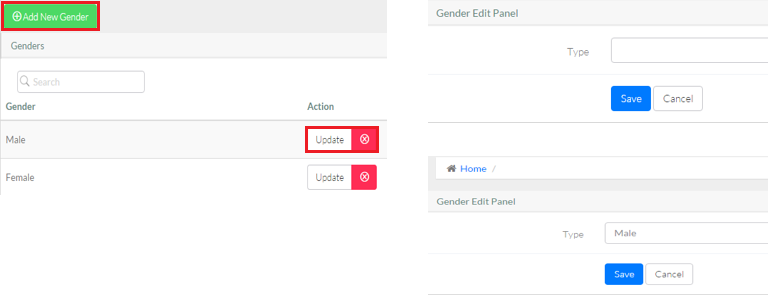 Add New Gender
Genders
Search
Gender Action
Male Update
Female Update
Gender Edit Panel
Type
Save Cancel
Home /
Gender Edit Panel
Type Male
Save Cancel